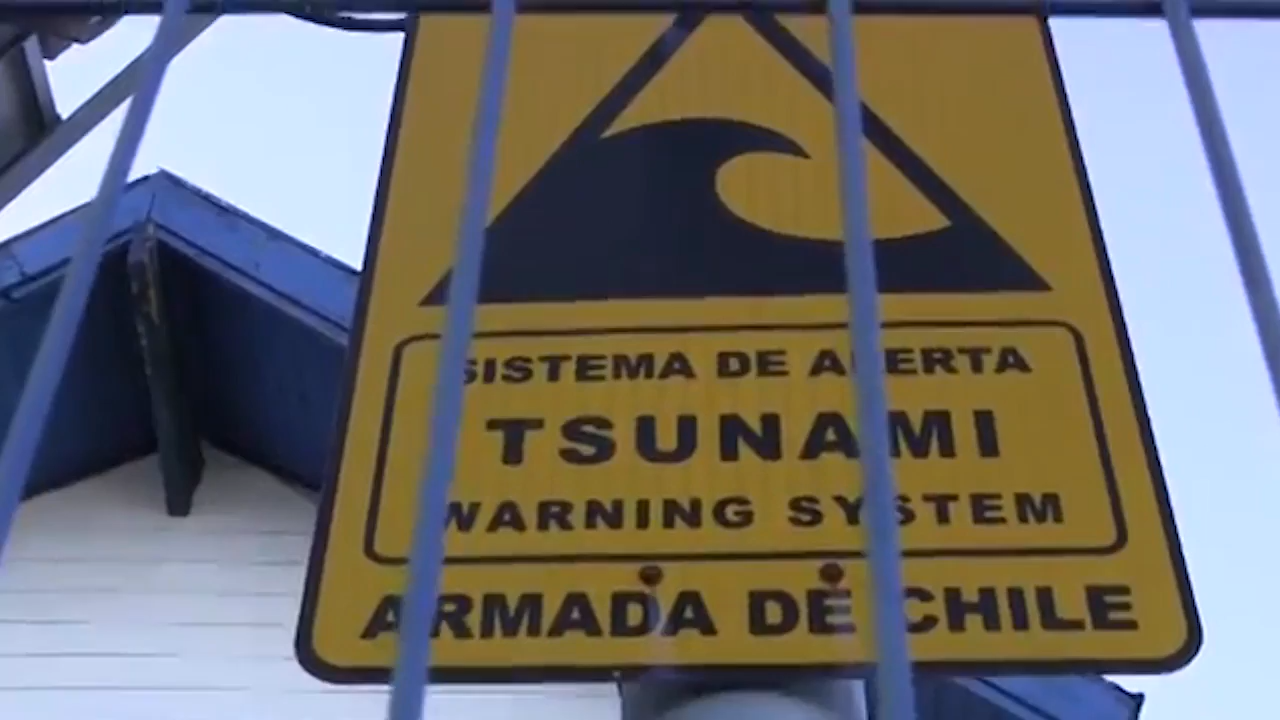 SISTEMA DE ALERTA
TSUNAMI
WARNING SYSTEM
ARMADA DE CHILE